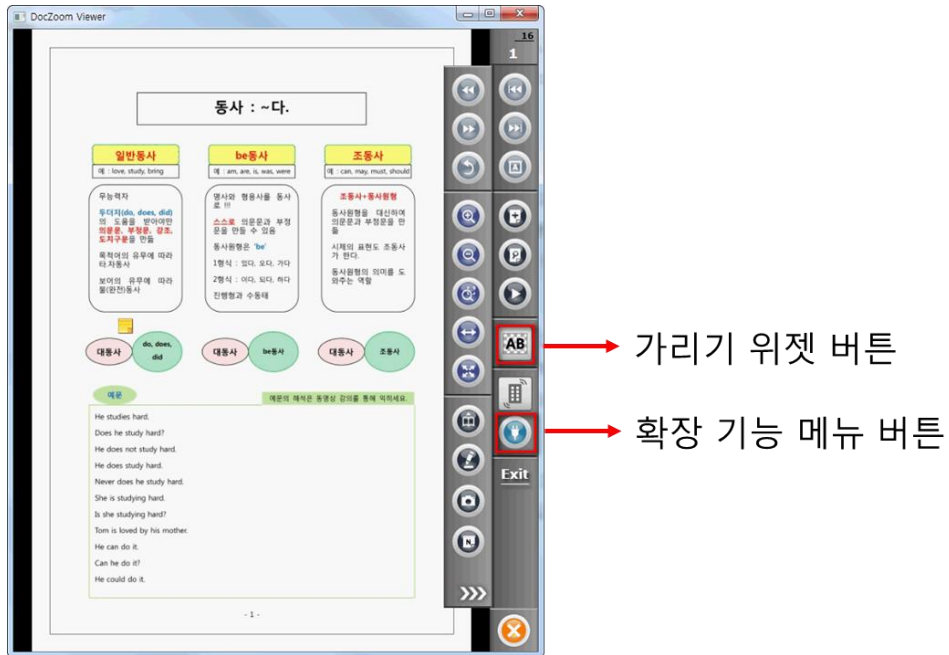 DocZoom Viewer
16
1
동사 : ~다.
일반동사
예 : love, study, bring
be동사
예 : am, are, is, was, were
조동사
예 : can, may, must, should
무능력자
두더지(do, does, did)
의 도움을 받아야만
의문문, 부정문, 강조,
도치구문을 만듦
목적어의 유무에 따라
타.자동사
보어의 유무에 따라
불(완전)동사
명사와 형용사를 동사
로 !!!
스스로 의문문과 부정
문을 만들 수 있음
동사원형은 'be'
1형식 : 있다, 오다, 가다
2형식 : 이다, 되다, 하다
진행형과 수동태
조동사+동사원형
동사원형을 대신하여
의문문과 부정문을 만
듦
시제의 표현도 조동사
가 한다.
동사원형의 의미를 도
와주는 역할
대동사
do, does,
did
대동사
be동사
대동사
조동사
예문
예문의 해석은 동영상 강의를 통해 익히세요.
He studies hard.
Does he study hard?
He does not study hard.
He does study hard.
Never does he study hard.
She is studying hard.
Is she studying hard?
Tom is loved by his mother.
He can do it.
Can he do it?
He could do it.
- 1 -
A
P
AB
N
Exit
가리기 위젯 버튼
확장 기능 메뉴 버튼